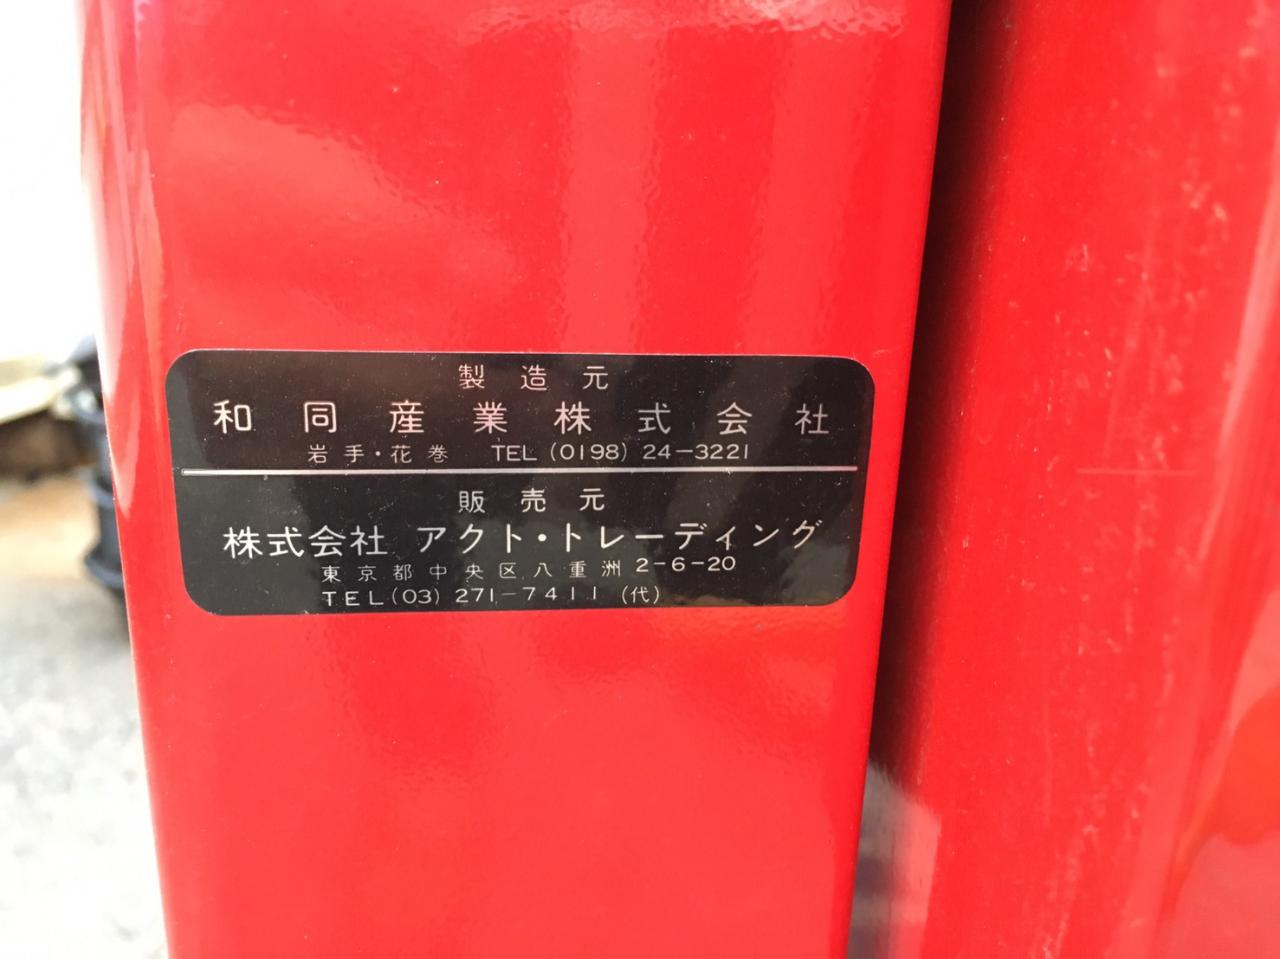 製造元
和同産業株式会社
岩手・花巻 TEL(0198)24-3221
販売元
株式会社 アクト・トレーディング
東京都中央区八重洲2-6-20
TEL(03)271-7411 (代)